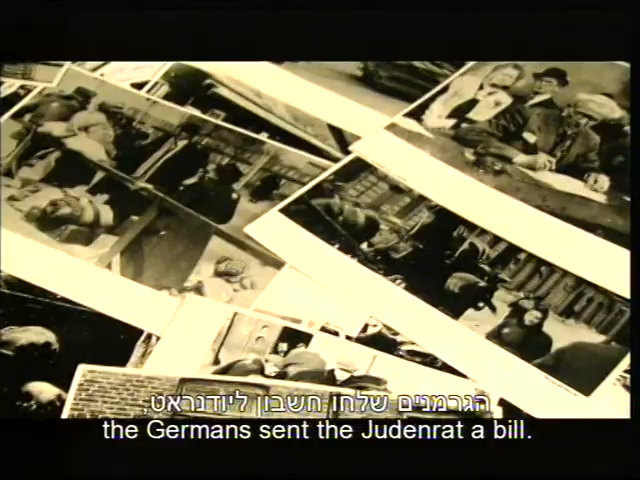 הגרמנים שלחו חשבון ליודנראט,
the Germans sent the Judenrat a bill.